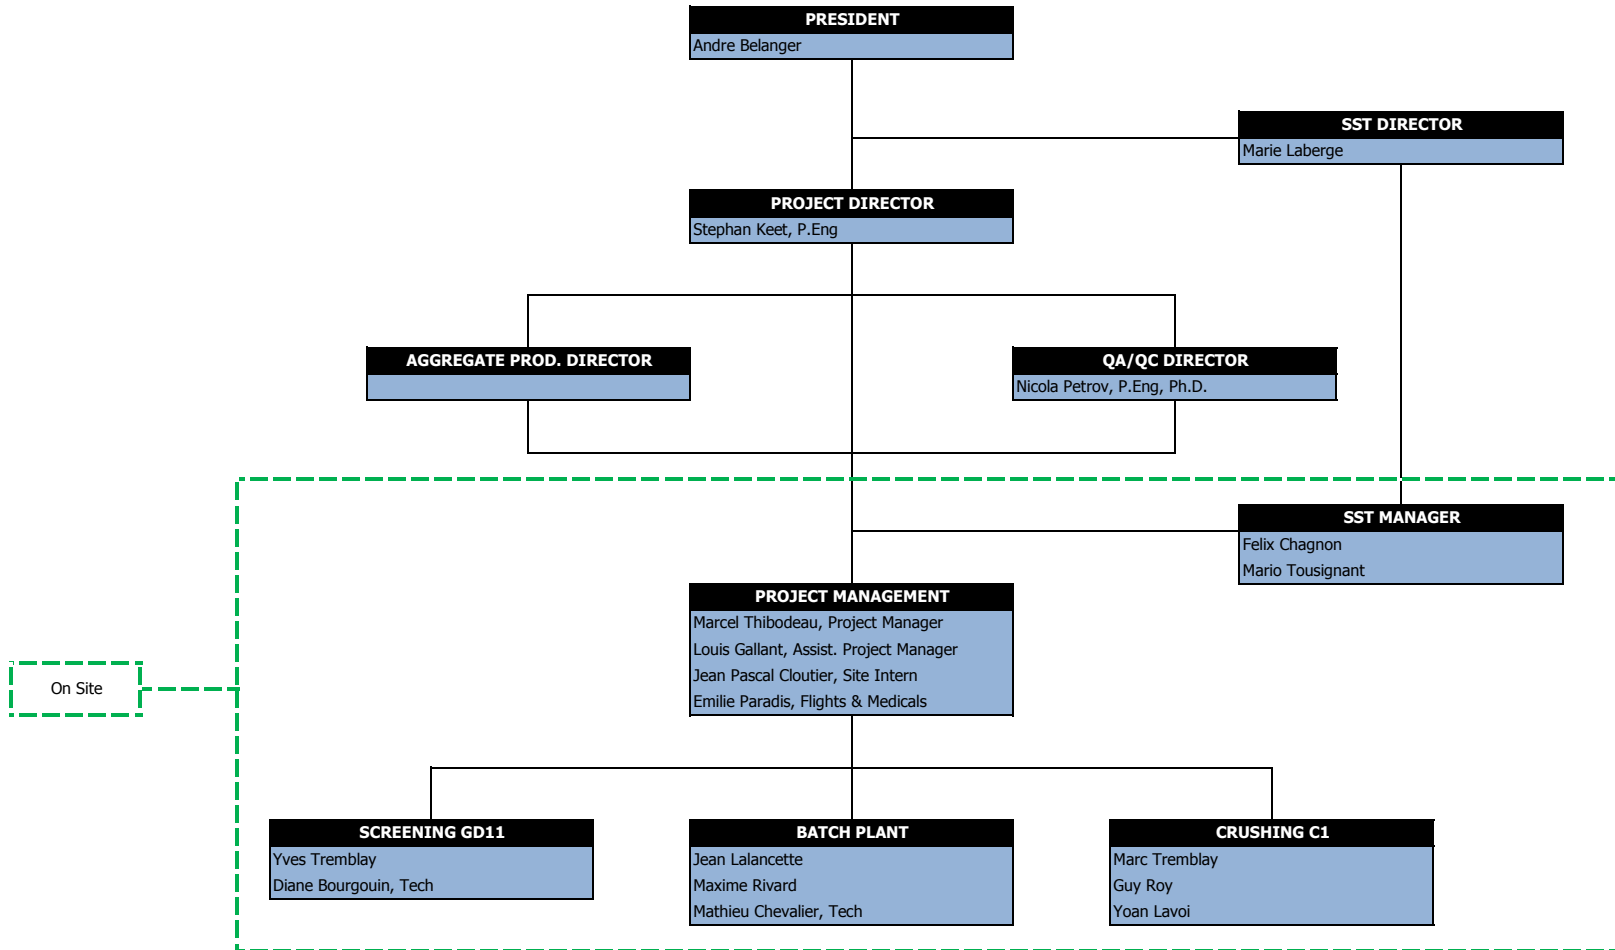 PRESIDENT
Andre Belanger
SST DIRECTOR
Marie Laberge
PROJECT DIRECTOR
Stephan Keet, P.Eng
AGGREGATE PROD. DIRECTOR
QA/QC DIRECTOR
Nicola Petrov, P.Eng, Ph.D.
SST MANAGER
Felix Chagnon
Mario Tousignant
PROJECT MANAGEMENT
Marcel Thibodeau, Project Manager
Louis Gallant, Assist. Project Manager
Jean Pascal Cloutier, Site Intern
Emilie Paradis, Flights & Medicals
On Site
SCREENING GD11
Yves Tremblay
Diane Bourgouin, Tech
BATCH PLANT
Jean Lalancette
Maxime Rivard
Mathieu Chevalier, Tech
CRUSHING C1
Marc Tremblay
Guy Roy
Yoan Lavoi